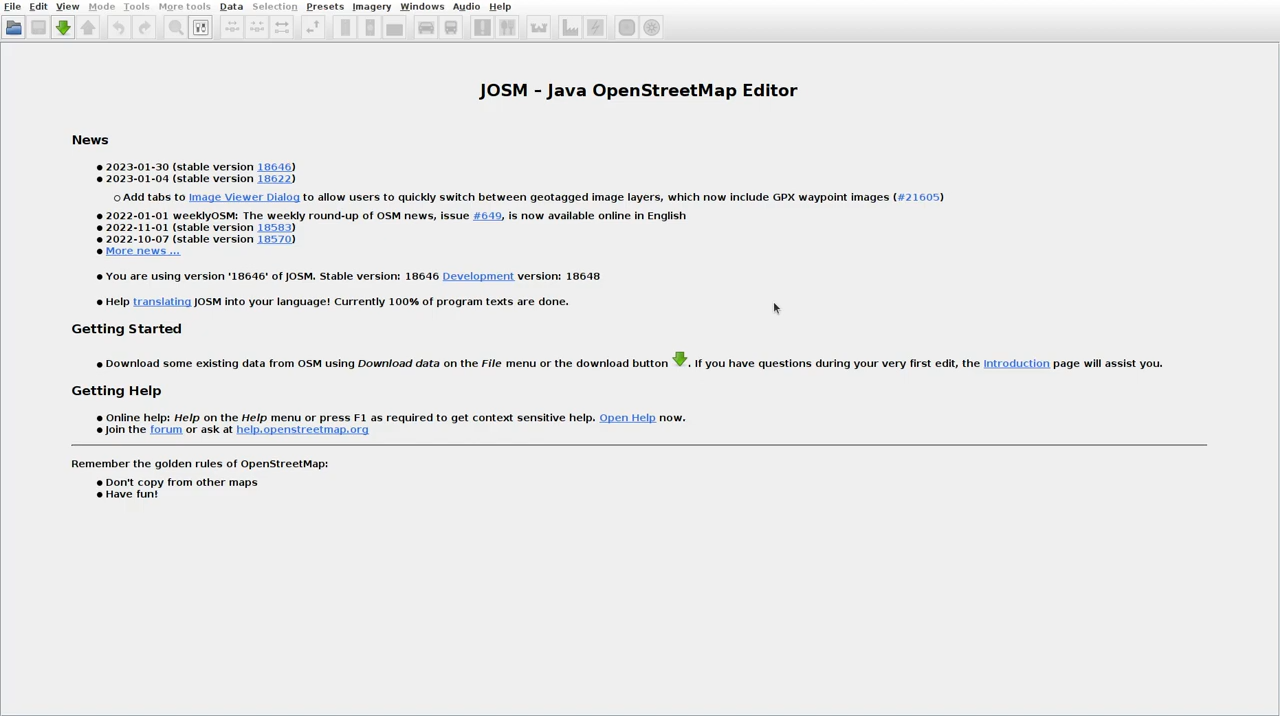 File Edit View Mode Tools More tools Data Selection Presets Imagery Windows Audio Help
JOSM – Java OpenStreetMap Editor
News
2023-01-30 (stable version 18646)
2023-01-04 (stable version 18622)
Add tabs to Image Viewer Dialog to allow users to quickly switch between geotagged image layers, which now include GPX waypoint images (#21605)
2022-01-01 weeklyOSM: The weekly round-up of OSM news, issue #649, is now available online in English
2022-11-01 (stable version 18583)
2022-10-07 (stable version 18570)
More news ...
You are using version '18646' of JOSM. Stable version: 18646 Development version: 18648
Help translating JOSM into your language! Currently 100% of program texts are done.
Getting Started
Download some existing data from OSM using Download data on the File menu or the download button . If you have questions during your very first edit, the Introduction page will assist you.
Getting Help
Online help: Help on the Help menu or press F1 as required to get context sensitive help. Open Help now.
Join the forum or ask at help.openstreetmap.org
Remember the golden rules of OpenStreetMap:
Don't copy from other maps
Have fun!